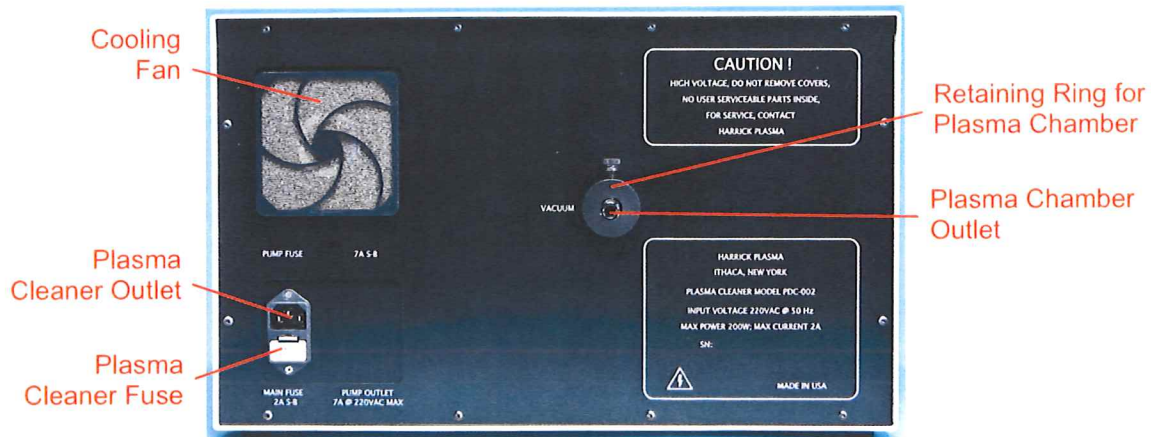 Cooling
Fan
CAUTION !
HIGH VOLTAGE, DO NOT REMOVE COVERS,
NO USER SERVICEABLE PARTS INSIDE,
FOR SERVICE, CONTACT
HARRICK PLASMA
Retaining Ring for
Plasma Chamber
VACUUM
Plasma Chamber
Outlet
PUMP FUSE 7A S-B
Plasma
Cleaner Outlet
HARRICK PLASMA
ITHACA, NEW YORK
PLASMA CLEANER MODEL PDC-002
INPUT VOLTAGE 220VAC @ 50 Hz
MAX POWER 200W; MAX CURRENT 2A
SN:
MADE IN USA
Plasma
Cleaner Fuse
MAIN FUSE
2A S-B
PUMP OUTLET
7A @ 220VAC MAX